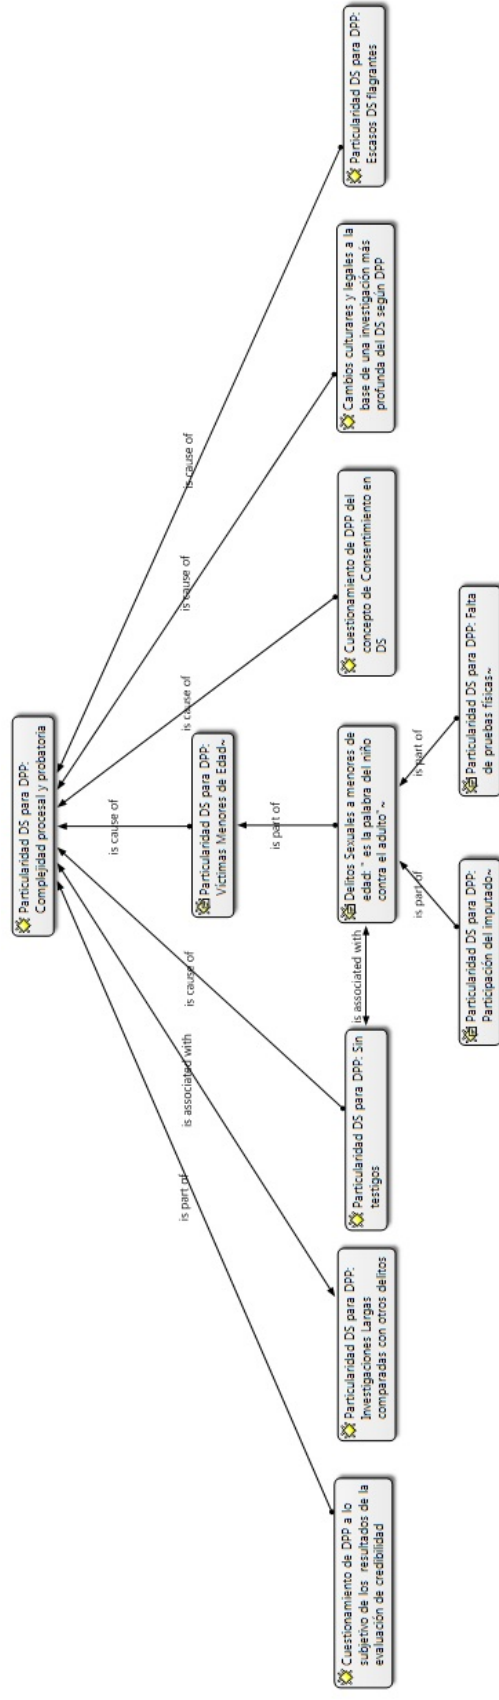 Particularidad DS para DPP:
Complejidad procesal y probatoria
is part of
is associated with
is cause of
is cause of
is cause of
is cause of
is cause of
Particularidad DS para DPP:
Víctimas Menores de Edad~
is part of
Cuestionamiento de DPP a lo
subjetivo de los resultados de la
evaluación de credibilidad
Particularidad DS para DPP:
Investigaciones Largas
comparadas con otros delitos
Particularidad DS para DPP: Sin
testigos
is associated with
Delitos Sexuales a menores de
edad: " es la palabra del niño
contra el adulto"~
Cuestionamiento de DPP del
concepto de Consentimiento en
DS
Cambios culturares y legales a la
base de una investigación más
profunda del DS según DPP
Particularidad DS para DPP:
Escasos DS flagrantes
is part of
is part of
Particularidad DS para DPP:
Participación del imputado~
Particularidad DS para DPP: Falta
de pruebas físicas~